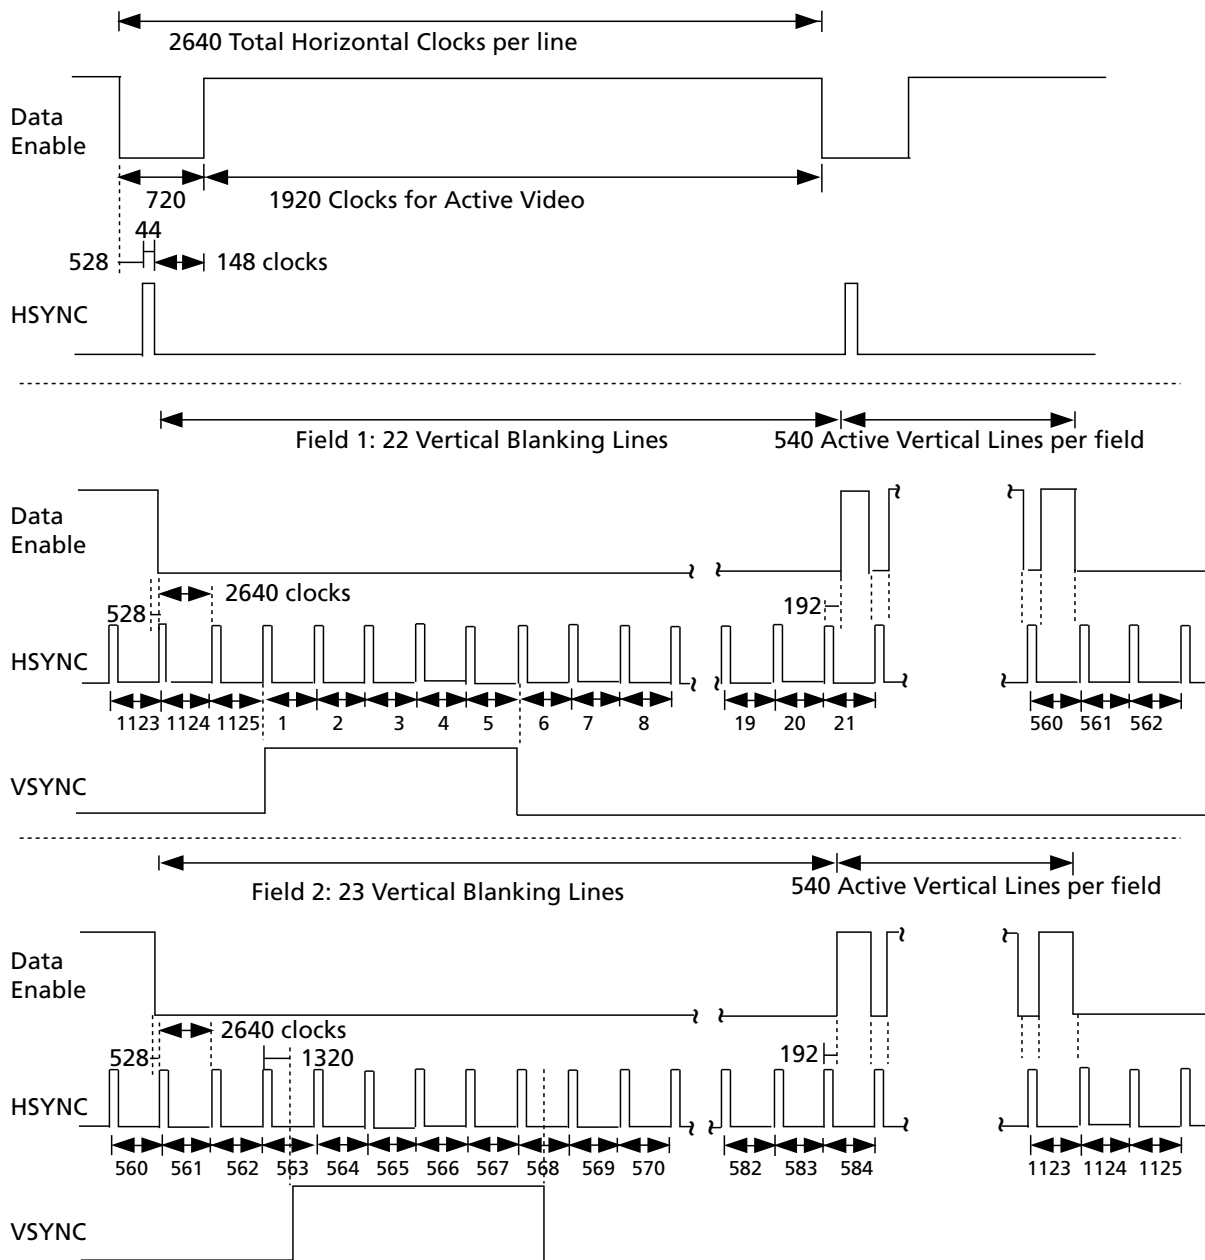 2640 Total Horizontal Clocks per line
Data
Enable
720
1920 Clocks for Active Video
44
528
148 clocks
HSYNC
Field 1: 22 Vertical Blanking Lines
540 Active Vertical Lines per field
Data
Enable
2640 clocks
528
192
HSYNC
1123 1124 1125 1 2 3 4 5 6 7 8 19 20 21 560 561 562
VSYNC
Field 2: 23 Vertical Blanking Lines
540 Active Vertical Lines per field
Data
Enable
2640 clocks
528
1320
192
HSYNC
560 561 562 563 564 565 566 567 568 569 570 582 583 584 1123 1124 1125
VSYNC